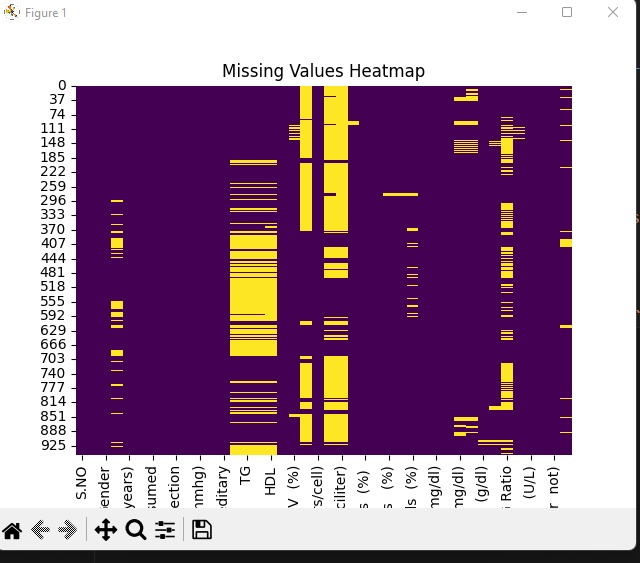 Figure 1
Missing Values Heatmap
0
37
74
111
148
185
222
259
296
333
370
407
444
481
518
555
592
629
666
703
740
777
814
851
888
925
S.NO
ender
years)
sumed
ection
mmhg)
ditary
TG
HDL
V (%)
rs/cell)
ciliter)
s (%)
s (%)
ls (%)
mg/dl)
mg/dl)
(g/dl)
Ratio
(U/L)
r not)